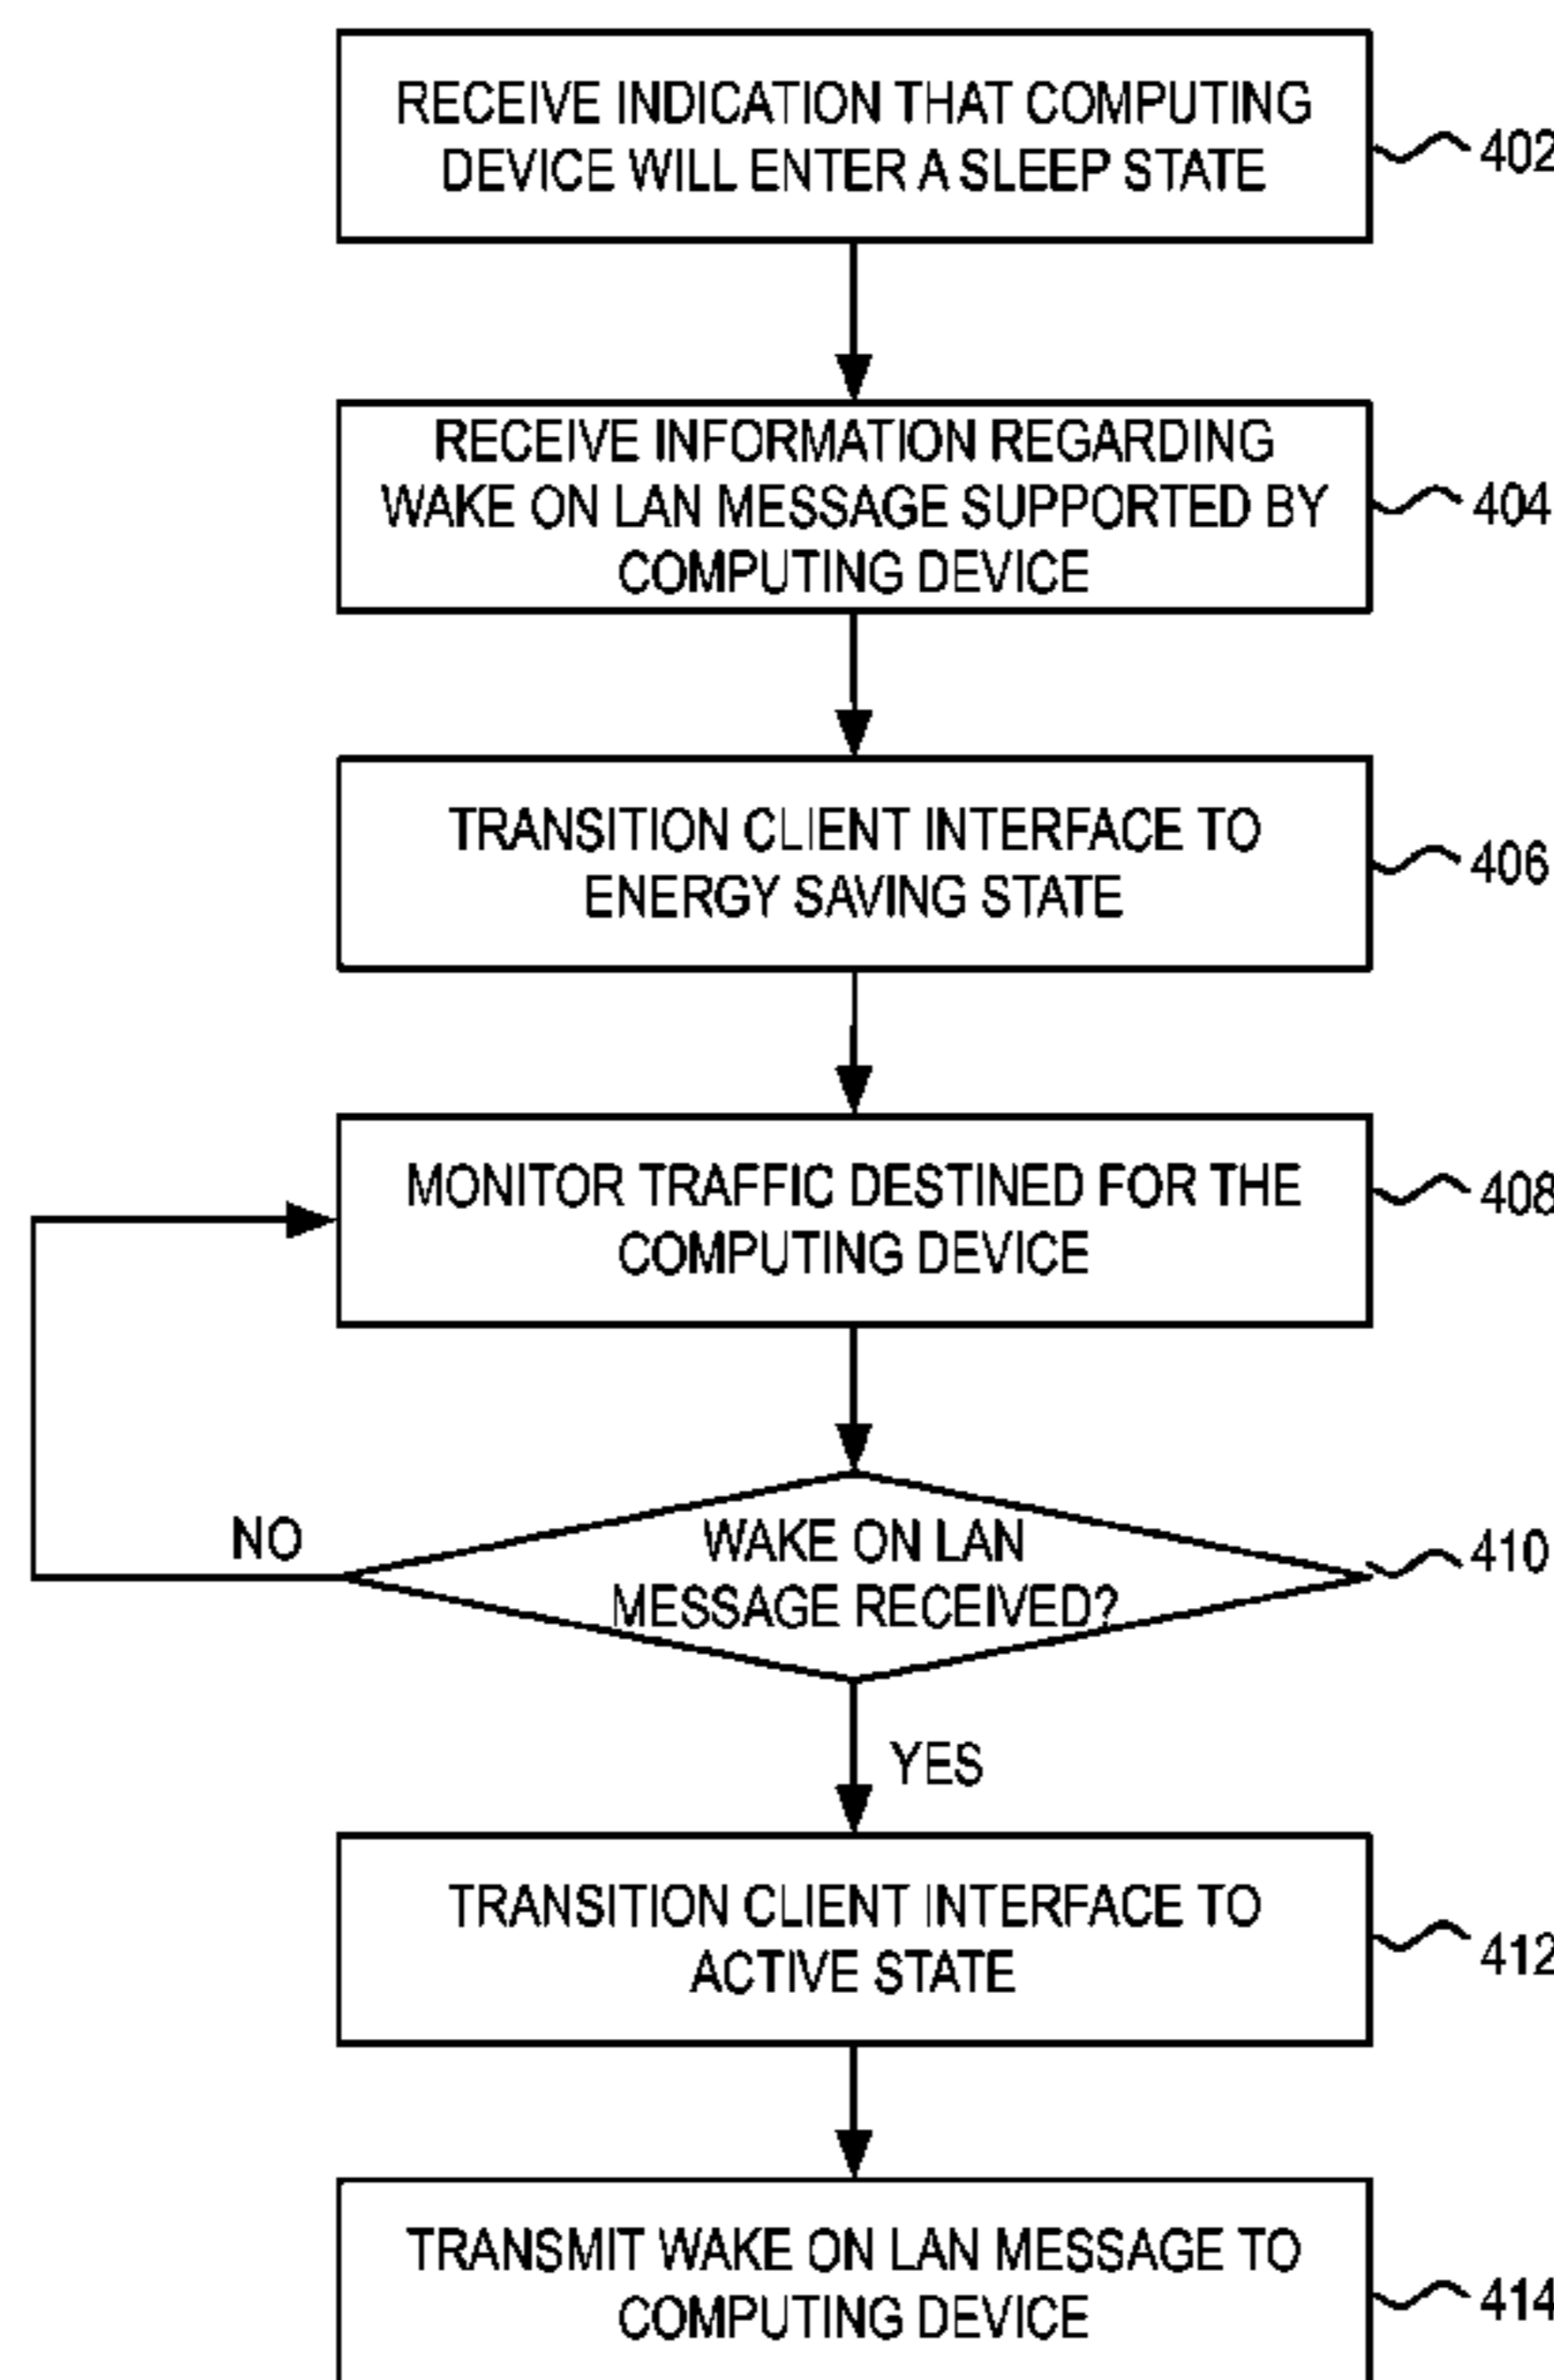 RECEIVE INDICATION THAT COMPUTING
DEVICE WILL ENTER A SLEEP STATE
402
RECEIVE INFORMATION REGARDING
WAKE ON LAN MESSAGE SUPPORTED BY
COMPUTING DEVICE
404
TRANSITION CLIENT INTERFACE TO
ENERGY SAVING STATE
406
MONITOR TRAFFIC DESTINED FOR THE
COMPUTING DEVICE
408
NO
WAKE ON LAN
MESSAGE RECEIVED?
410
YES
TRANSITION CLIENT INTERFACE TO
ACTIVE STATE
412
TRANSMIT WAKE ON LAN MESSAGE TO
COMPUTING DEVICE
414